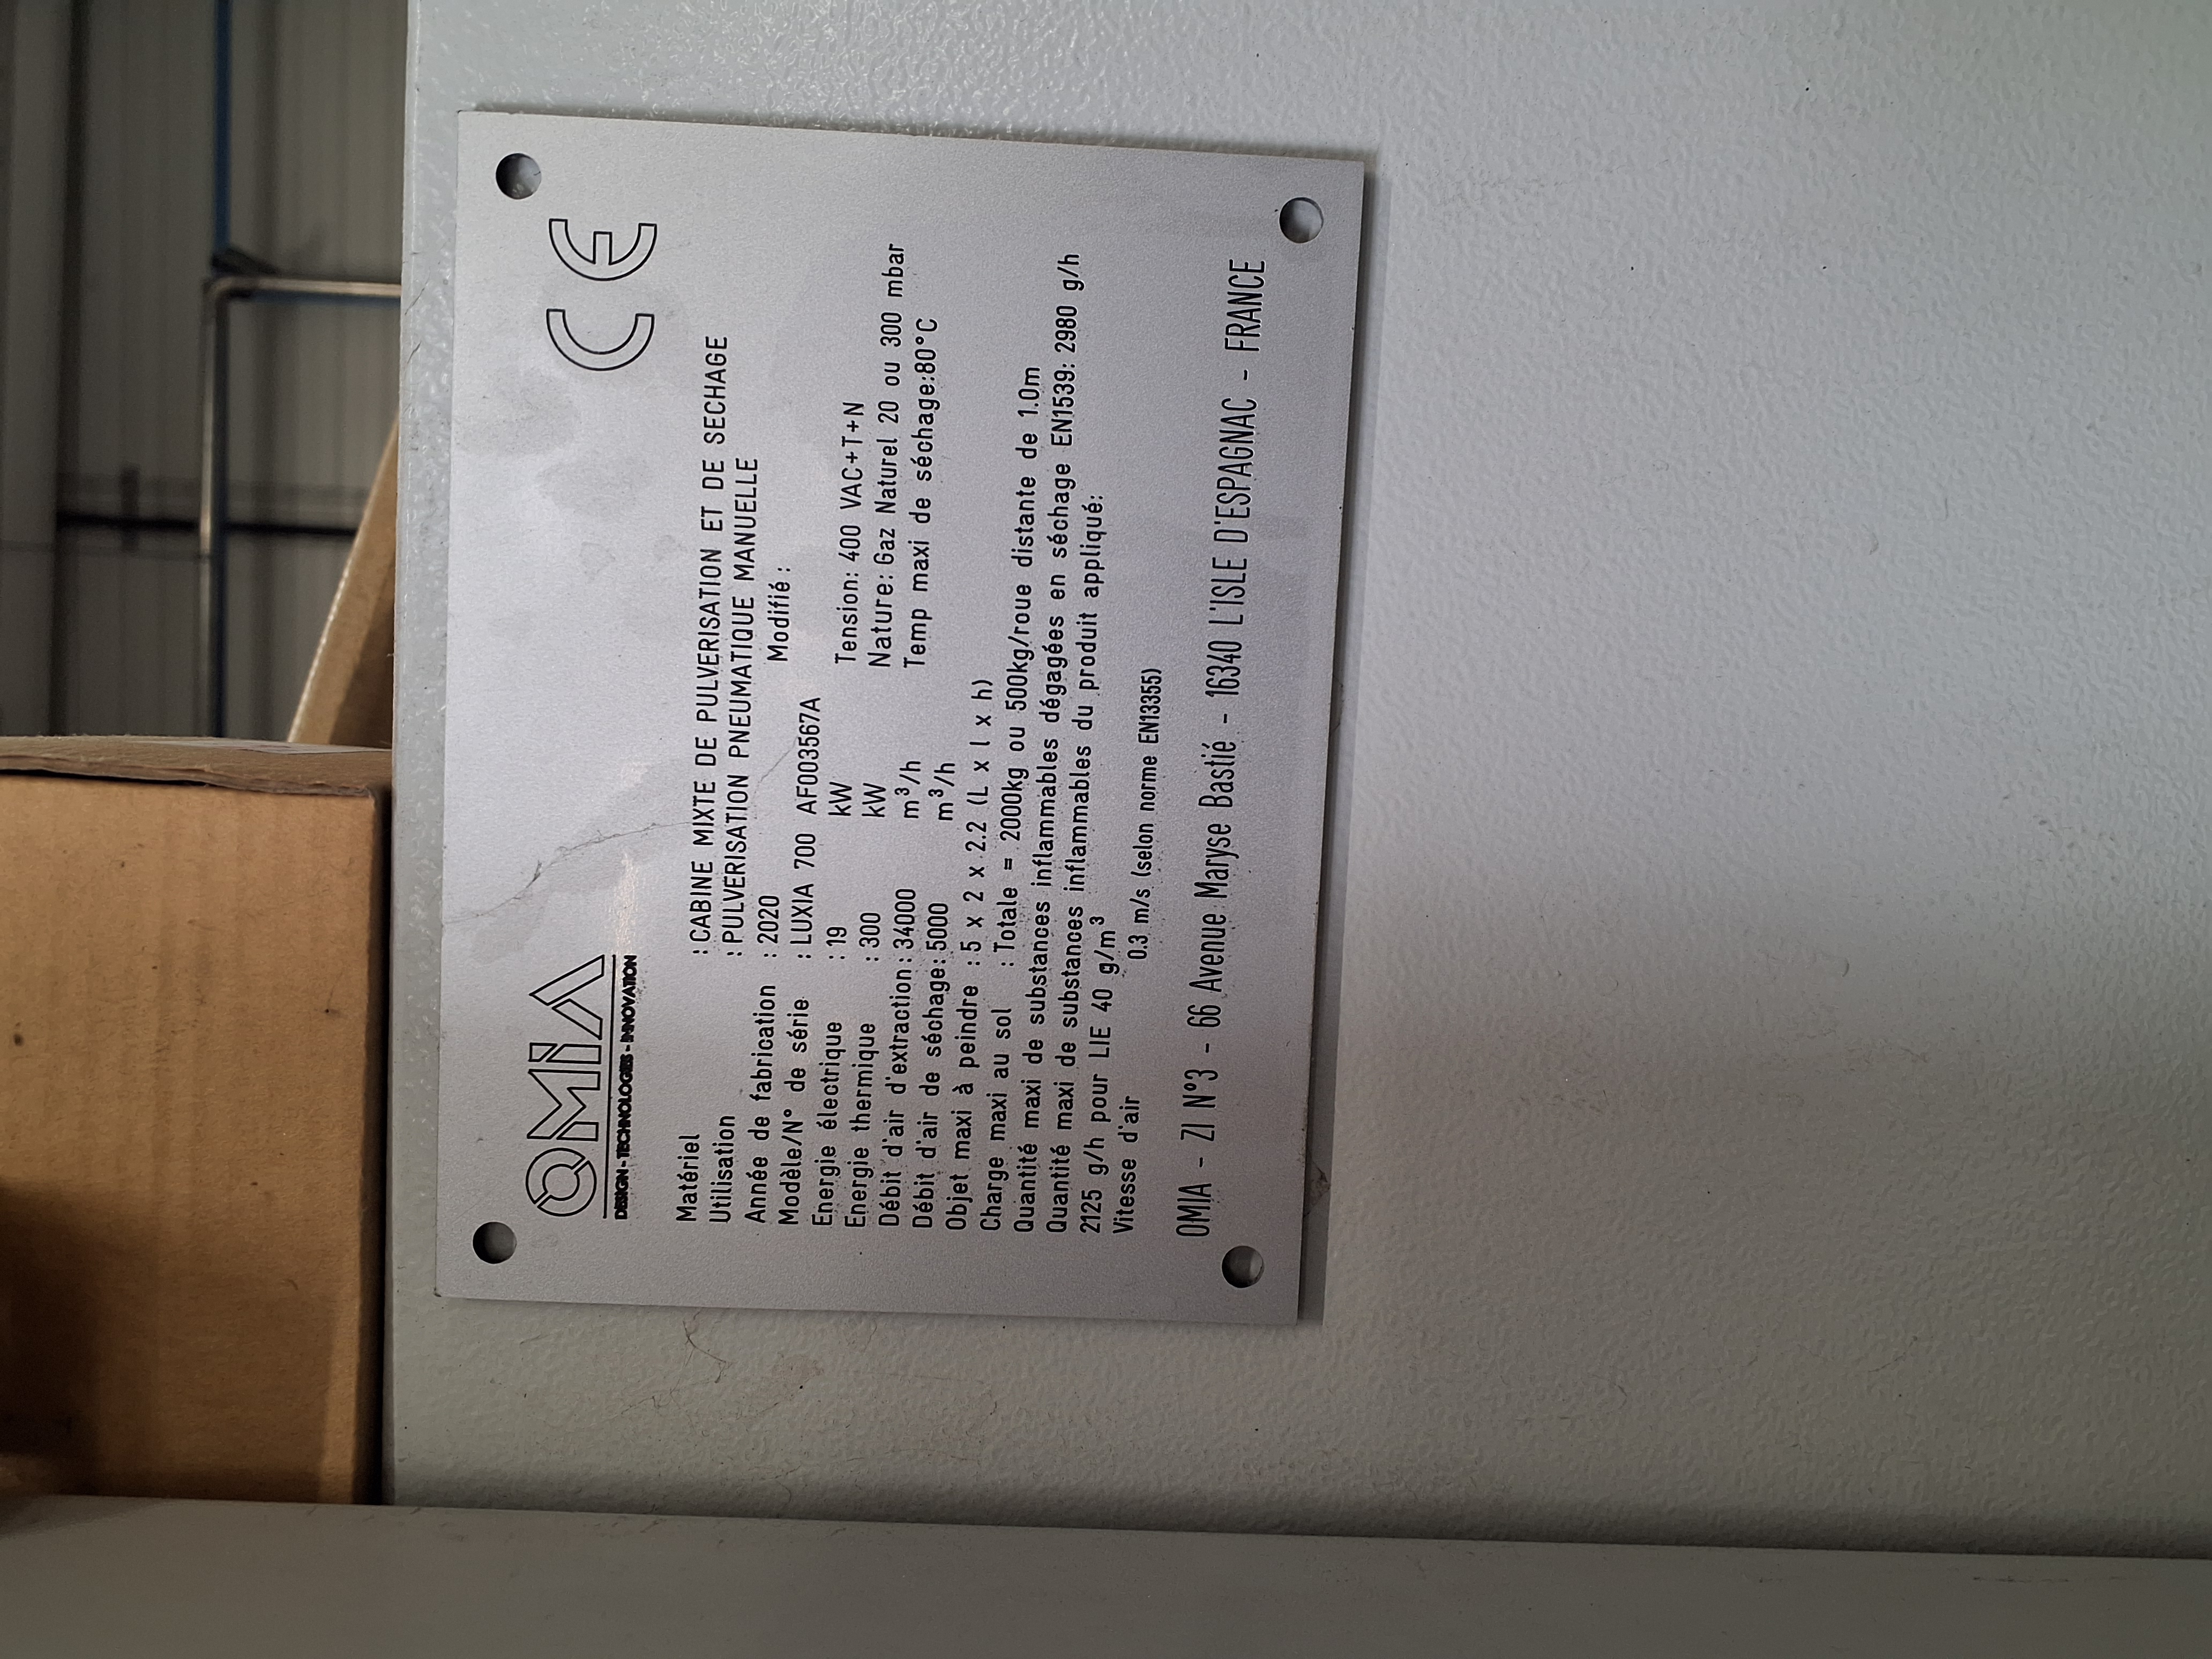 OMIA
DESIGN - TECHNOLOGIES - INNOVATION
CE
Matériel : CABINE MIXTE DE PULVERISATION ET DE SECHAGE
Utilisation : PULVERISATION PNEUMATIQUE MANUELLE
Année de fabrication : 2020 Modifié :
Modèle/N° de série : LUXIA 700 AF003567A
Energie électrique : 19 kW Tension: 400 VAC+T+N
Energie thermique : 300 kW Nature: Gaz Naturel 20 ou 300 mbar
Débit d'air d'extraction : 34000 m³/h Temp maxi de séchage:80°C
Débit d'air de séchage: 5000 m³/h
Objet maxi à peindre : 5 x 2 x 2.2 (L x l x h)
Charge maxi au sol : Totale = 2000kg ou 500kg/roue distante de 1.0m
Quantité maxi de substances inflammables dégagées en séchage EN1539: 2980 g/h
Quantité maxi de substances inflammables du produit appliqué:
2125 g/h pour LIE 40 g/m³
Vitesse d'air 0.3 m/s (selon norme EN13355)
OMIA - ZI N°3 - 66 Avenue Maryse Bastié - 16340 L'ISLE D'ESPAGNAC - FRANCE